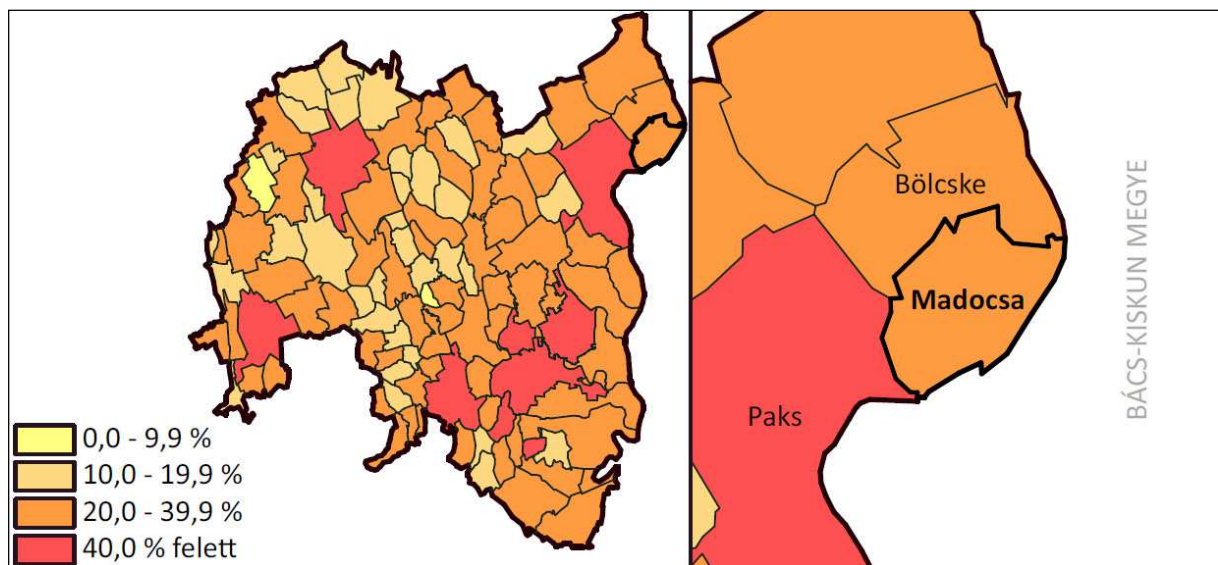 0,0 - 9,9 %
10,0 - 19,9 %
20,0 - 39,9 %
40,0 % felett
Bölcske
Madocsa
Paks
BÁCS-KISKUN MEGYE